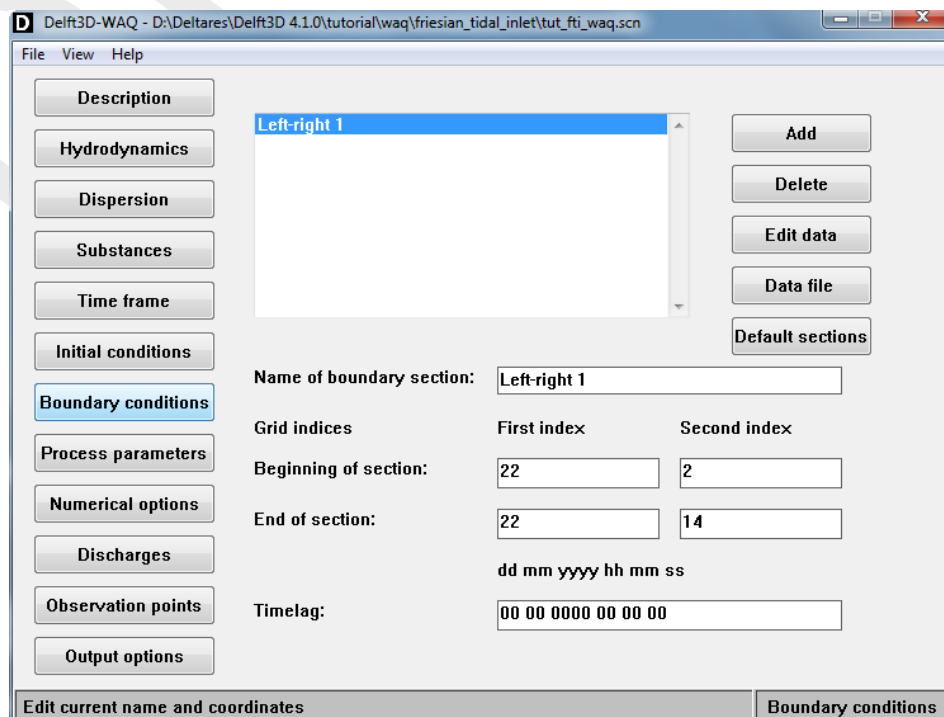 D Delft3D-WAQ - D:\Deltares\Delft3D 4.1.0\tutorial\waq\friesian_tidal_inlet\tut_fti_waq.scn
File View Help
Description
Hydrodynamics
Dispersion
Substances
Time frame
Initial conditions
Boundary conditions
Process parameters
Numerical options
Discharges
Observation points
Output options
Left-right 1
Add
Delete
Edit data
Data file
Default sections
Name of boundary section: Left-right 1
Grid indices First index Second index
Beginning of section: 22 2
End of section: 22 14
dd mm yyyy hh mm ss
Timelag: 00 00 0000 00 00 00
Edit current name and coordinates Boundary conditions